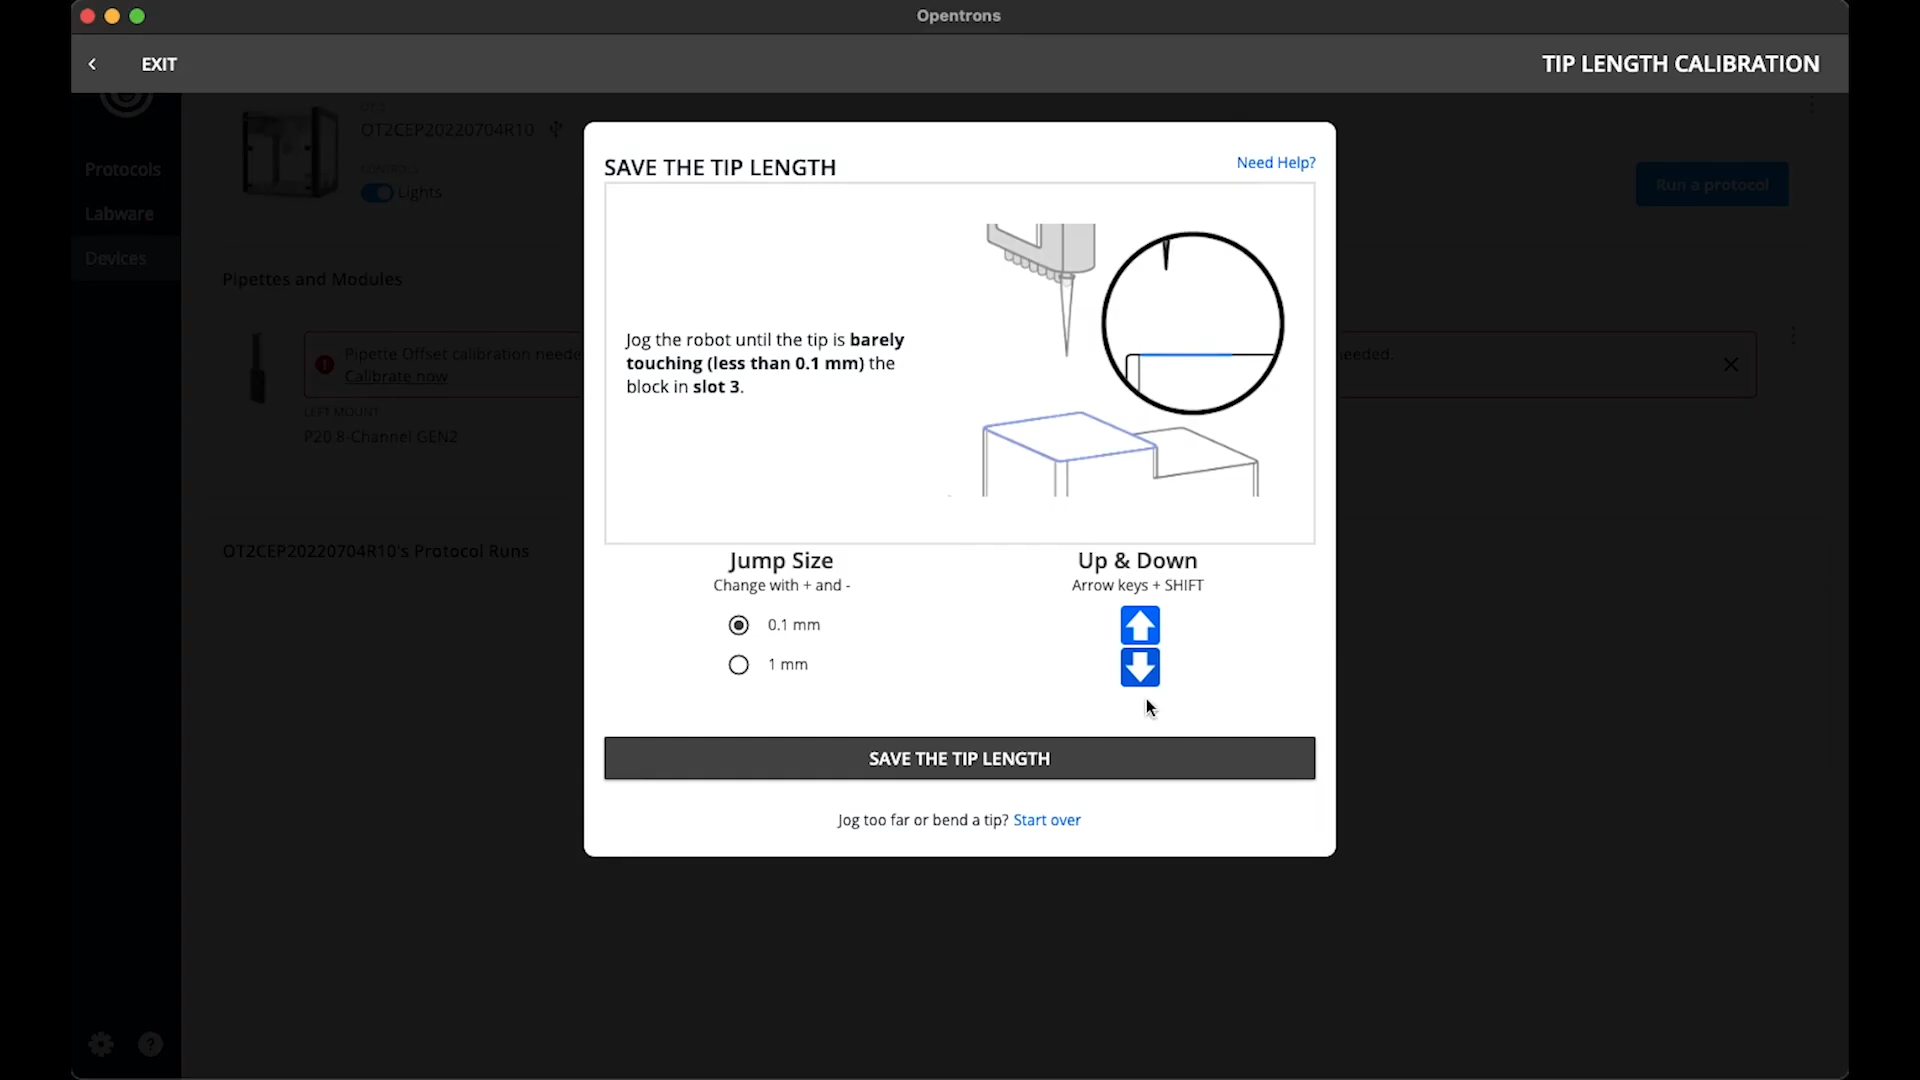 Opentrons
EXIT
TIP LENGTH CALIBRATION
OT2CEP20220704R10
CONTROLS
Lights
Run a protocol
Protocols
Labware
Devices
Pipettes and Modules
Pipette Offset calibration neede
eeded.
Calibrate now
LEFT MOUNT
P20 8-Channel GEN2
OT2CEP20220704R10's Protocol Runs
SAVE THE TIP LENGTH
Need Help?
Jog the robot until the tip is barely
touching (less than 0.1 mm) the
block in slot 3.
Jump Size
Change with + and -
0.1 mm
1 mm
Up & Down
Arrow keys + SHIFT
SAVE THE TIP LENGTH
Jog too far or bend a tip? Start over